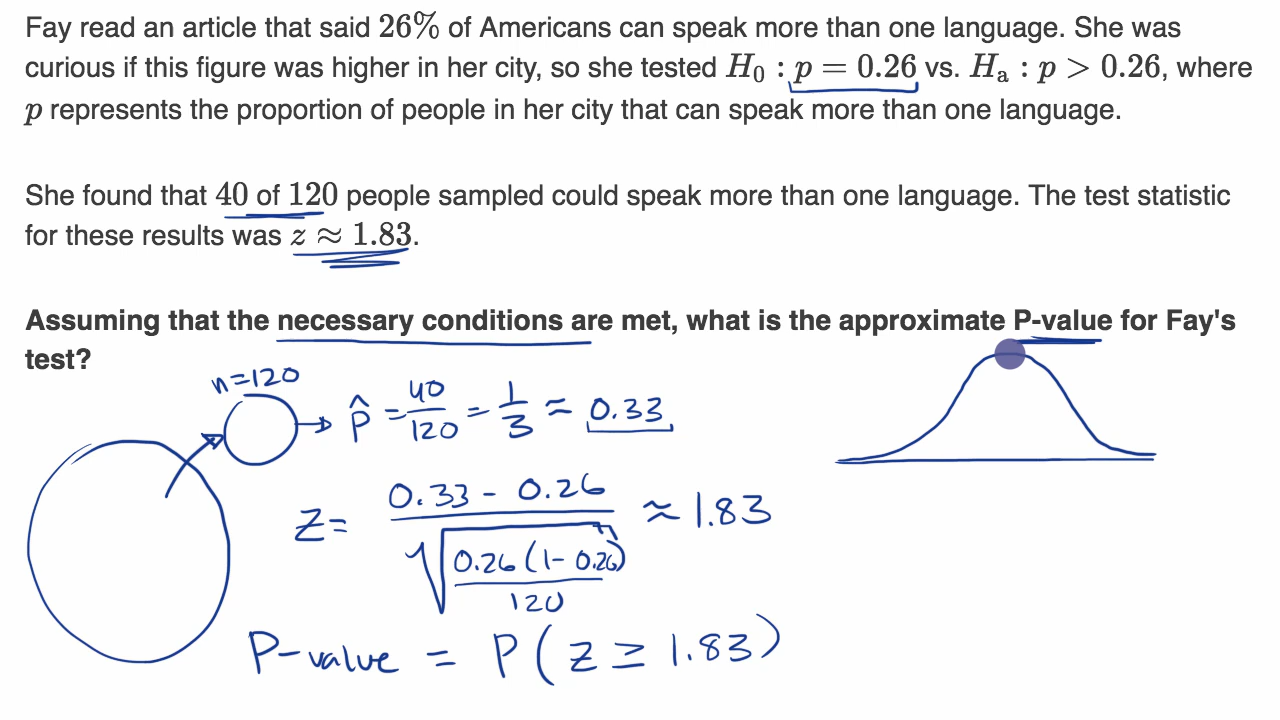 Fay read an article that said 26% of Americans can speak more than one language. She was
curious if this figure was higher in her city, so she tested H₀ : p = 0.26 vs. Hₐ : p > 0.26, where
p represents the proportion of people in her city that can speak more than one language.
She found that 40 of 120 people sampled could speak more than one language. The test statistic
for these results was z ≈ 1.83.
Assuming that the necessary conditions are met, what is the approximate P-value for Fay's
test?
n=120
p̂ = 40/120 = 1/3 ≈ 0.33
z= (0.33 - 0.26)/√(0.26(1-0.26)/120) ≈ 1.83
P-value = P(z ≥ 1.83)